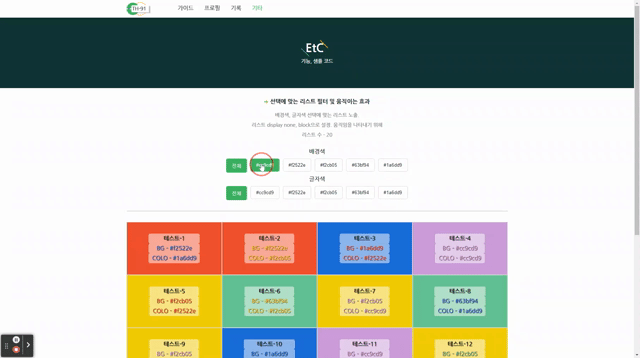 TH-91
가이드 프로필 기록 기타
EtC
기능, 샘플 코드
선택에 맞는 리스트 필터 및 움직이는 효과
배경색, 글자색 선택에 맞는 리스트 노출.
리스트 display none, block으로 설정. 움직임을 나타내기 위해
리스트 수 - 20
배경색
전체 #cc9cd9 #f2522e #f2cb05 #63bf94 #1a6dd9
글자색
전체 #cc9cd9 #f2522e #f2cb05 #63bf94 #1a6dd9
테스트-1
BG - #f2522e
COLO - #1a6dd9
테스트-2
BG - #f2522e
COLO - #f2cb05
테스트-3
BG - #1a6dd9
COLO - #f2522e
테스트-4
BG - #cc9cd9
COLO - #cc9cd9
테스트-5
BG - #f2cb05
COLO - #f2522e
테스트-6
BG - #63bf94
COLO - #f2cb05
테스트-7
BG - #f2cb05
COLO - #cc9cd9
테스트-8
BG - #63bf94
COLO - #1a6dd9
테스트-9
BG - #f2cb05
테스트-10
BG - #1a6dd9
테스트-11
BG - #cc9cd9
테스트-12
BG - #f2cb05